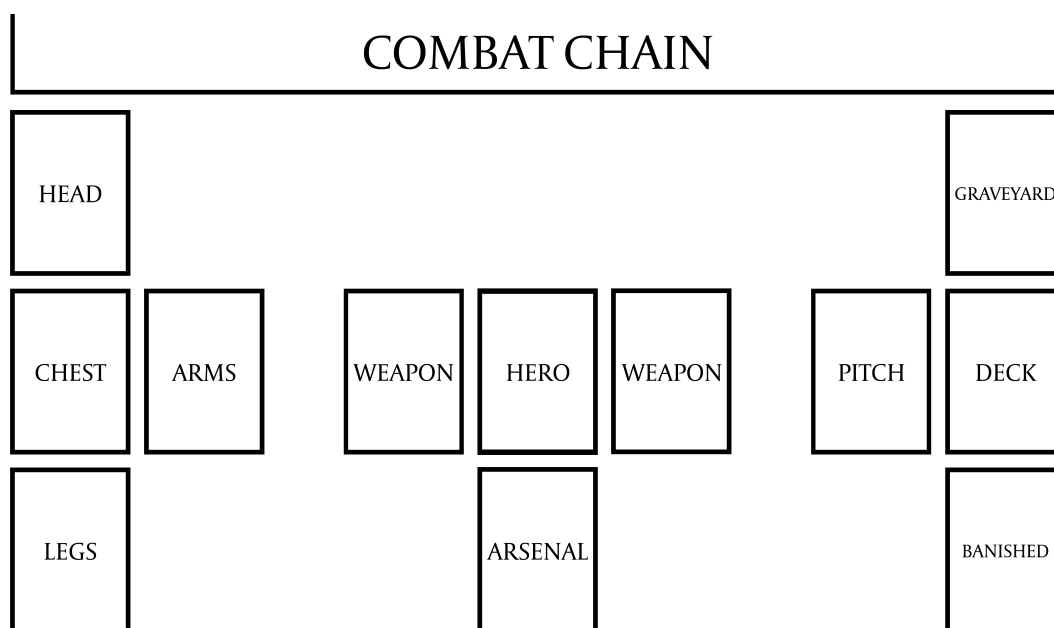 COMBAT CHAIN
HEAD
GRAVEYARD
CHEST
ARMS
WEAPON
HERO
WEAPON
PITCH
DECK
LEGS
ARSENAL
BANISHED